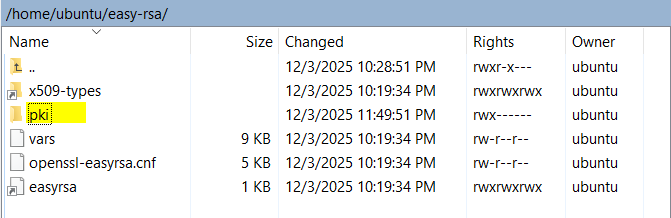 /home/ubuntu/easy-rsa/
Name Size Changed Rights Owner
.. 12/3/2025 10:28:51 PM rwxr-x--- ubuntu
x509-types 12/3/2025 10:19:34 PM rwxrwxrwx ubuntu
pki 12/3/2025 11:49:51 PM rwx------ ubuntu
vars 9 KB 12/3/2025 10:19:34 PM rw-r--r-- ubuntu
openssl-easyrsa.cnf 5 KB 12/3/2025 10:19:34 PM rw-r--r-- ubuntu
easyrsa 1 KB 12/3/2025 10:19:34 PM rwxrwxrwx ubuntu